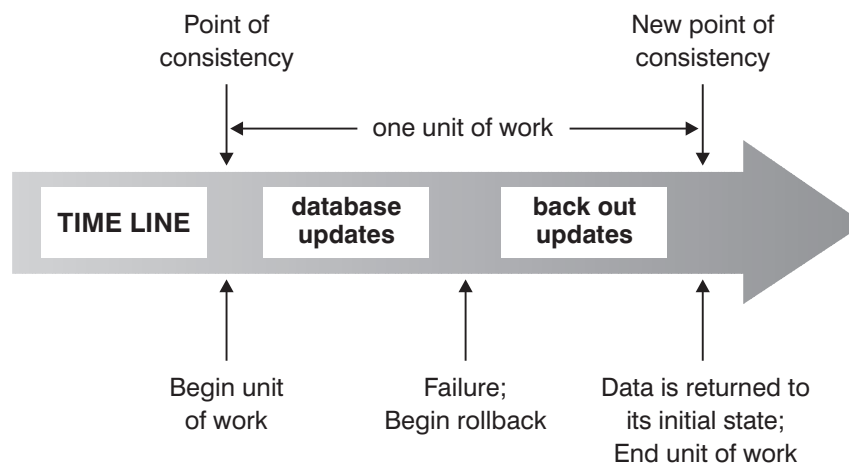 Point of
consistency
New point of
consistency
one unit of work
TIME LINE
database
updates
back out
updates
Begin unit
of work
Failure;
Begin rollback
Data is returned to
its initial state;
End unit of work